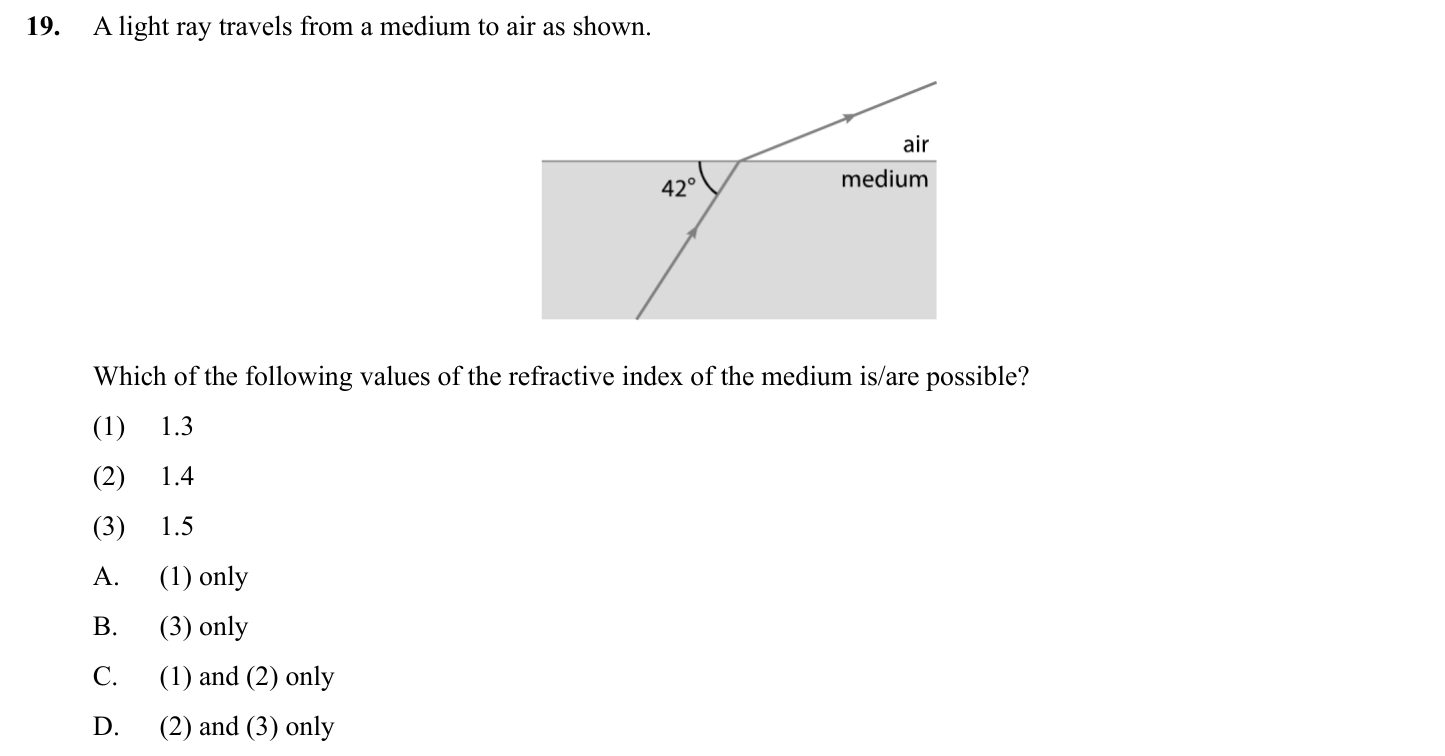 19. A light ray travels from a medium to air as shown.
air
42°
medium
Which of the following values of the refractive index of the medium is/are possible?
(1) 1.3
(2) 1.4
(3) 1.5
A. (1) only
B. (3) only
C. (1) and (2) only
D. (2) and (3) only